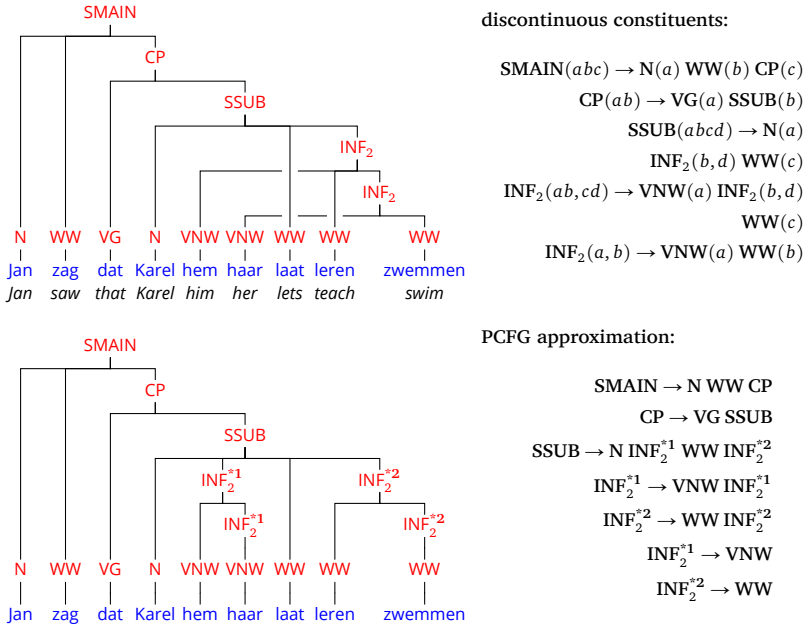 SMAIN
CP
SSUB
INF₂
INF₂
N WW VG N VNW VNW WW WW WW
Jan zag dat Karel hem haar laat leren zwemmen
Jan saw that Karel him her lets teach swim
discontinuous constituents:
SMAIN(abc) → N(a) WW(b) CP(c)
CP(ab) → VG(a) SSUB(b)
SSUB(abcd) → N(a)
INF₂(b, d) WW(c)
INF₂(ab, cd) → VNW(a) INF₂(b, d)
WW(c)
INF₂(a, b) → VNW(a) WW(b)
SMAIN
CP
SSUB
INF₂*1 INF₂*2
INF₂*1 INF₂*2
N WW VG N VNW VNW WW WW WW
Jan zag dat Karel hem haar laat leren zwemmen
PCFG approximation:
SMAIN → N WW CP
CP → VG SSUB
SSUB → N INF₂*1 WW INF₂*2
INF₂*1 → VNW INF₂*1
INF₂*2 → WW INF₂*2
INF₂*1 → VNW
INF₂*2 → WW